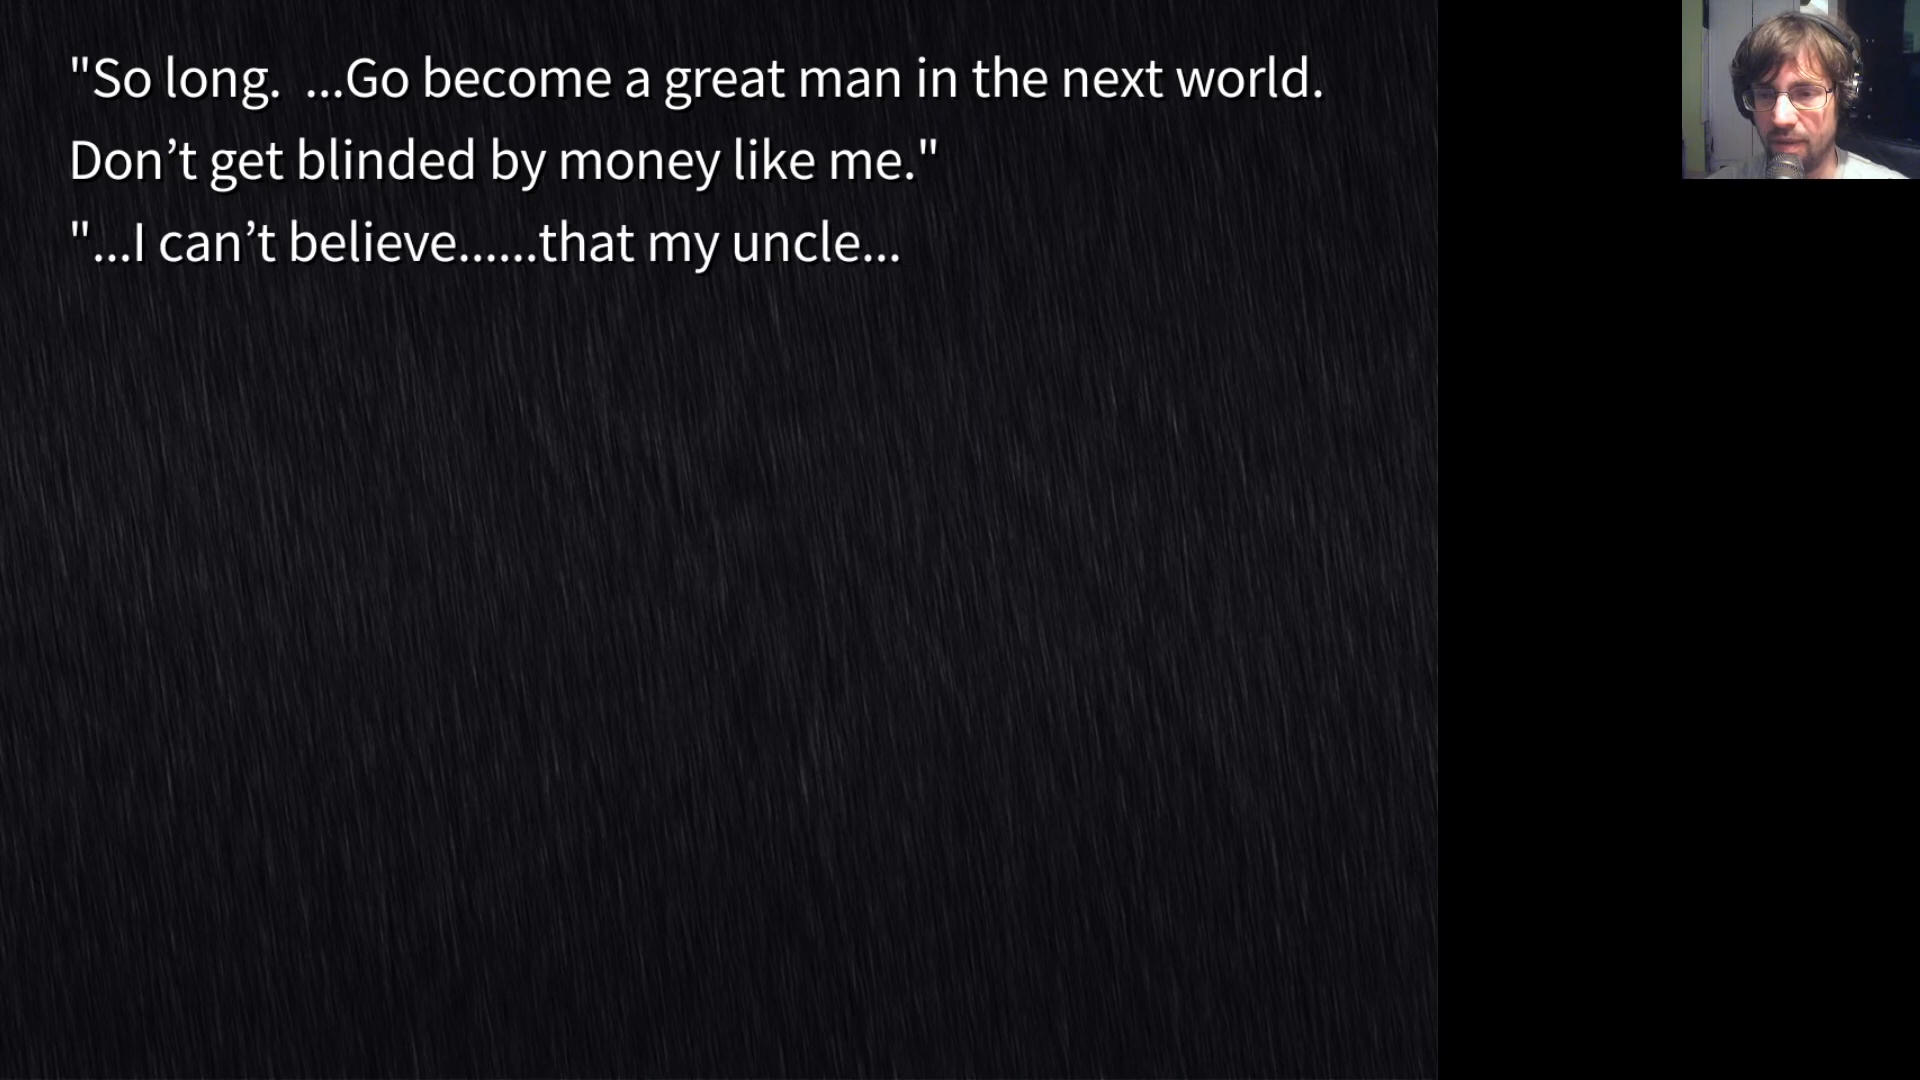 "So long.  ...Go become a great man in the next world.
Don’t get blinded by money like me."
"...I can’t believe......that my uncle...